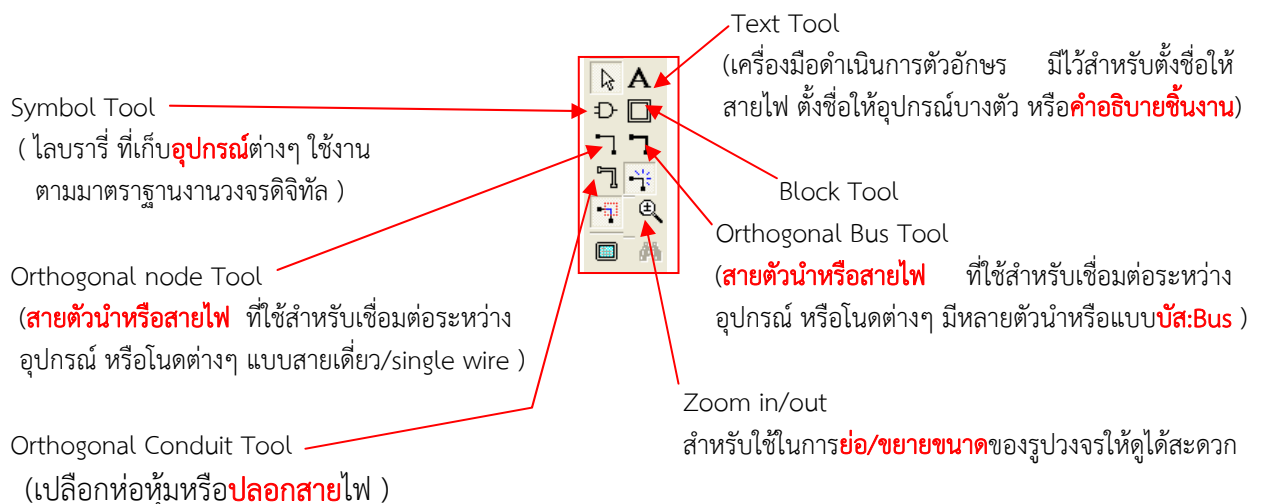 Text Tool
(เครื่องมือดำเนินการตัวอักษร มีไว้สำหรับตั้งชื่อให้
สายไฟ ตั้งชื่อให้อุปกรณ์บางตัว หรือคำอธิบายชิ้นงาน)
Symbol Tool
( ไลบรารี่ ที่เก็บอุปกรณ์ต่างๆ ใช้งาน
ตามมาตราฐานงานวงจรดิจิทัล )
A
Block Tool
Orthogonal Bus Tool
(สายตัวนำหรือสายไฟ ที่ใช้สำหรับเชื่อมต่อระหว่าง
อุปกรณ์ หรือโนดต่างๆ มีหลายตัวนำหรือแบบบัส:Bus )
Orthogonal node Tool
(สายตัวนำหรือสายไฟ ที่ใช้สำหรับเชื่อมต่อระหว่าง
อุปกรณ์ หรือโนดต่างๆ แบบสายเดี่ยว/single wire )
Zoom in/out
สำหรับใช้ในการย่อ/ขยายขนาดของรูปวงจรให้ดูได้สะดวก
Orthogonal Conduit Tool
(เปลือกห่อหุ้มหรือปลอกสายไฟ )